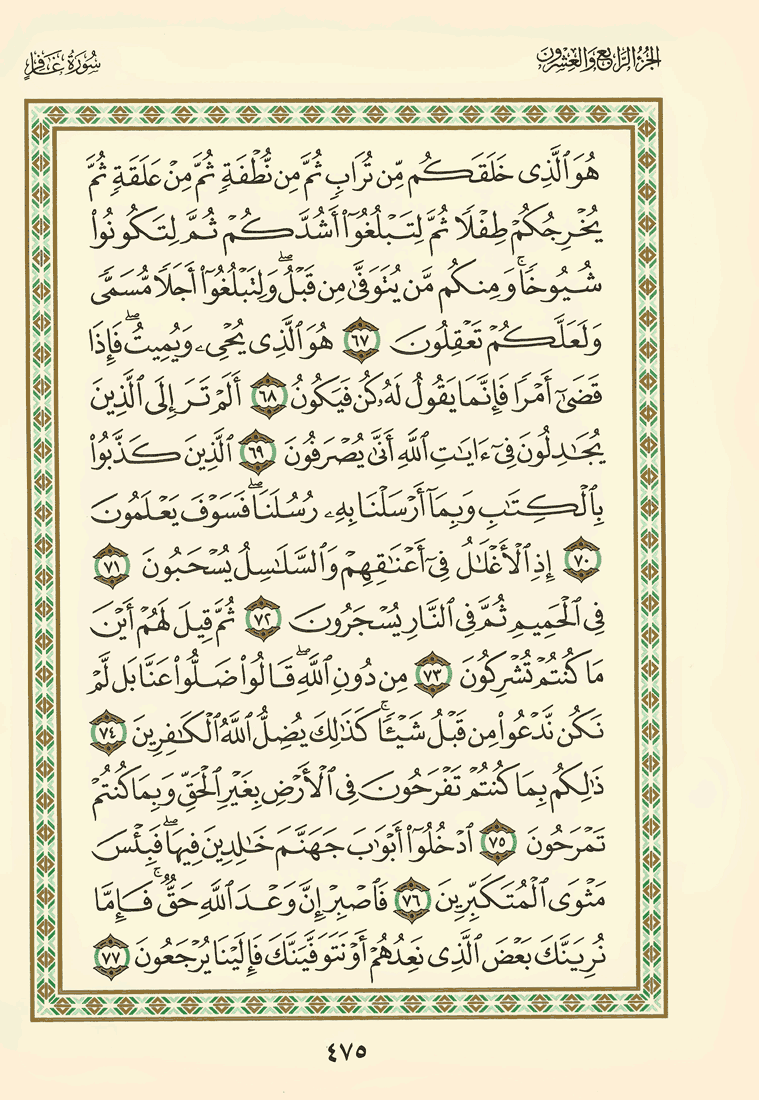 الجزء الرابع والعشرون
سورة غافر
هُوَ ٱلَّذِى خَلَقَكُم مِّن تُرَابٍ ثُمَّ مِن نُّطْفَةٍ ثُمَّ مِنْ عَلَقَةٍ ثُمَّ
يُخْرِجُكُمْ طِفْلًا ثُمَّ لِتَبْلُغُوٓا۟ أَشُدَّكُمْ ثُمَّ لِتَكُونُوا۟
شُيُوخًا ۚ وَمِنكُم مَّن يُتَوَفَّىٰ مِن قَبْلُ ۖ وَلِتَبْلُغُوٓا۟ أَجَلًا مُّسَمًّى
وَلَعَلَّكُمْ تَعْقِلُونَ ٦٧ هُوَ ٱلَّذِى يُحْىِۦ وَيُمِيتُ ۖ فَإِذَا
قَضَىٰٓ أَمْرًا فَإِنَّمَا يَقُولُ لَهُۥ كُن فَيَكُونُ ٦٨ أَلَمْ تَرَ إِلَى ٱلَّذِينَ
يُجَـٰدِلُونَ فِىٓ ءَايَـٰتِ ٱللَّهِ أَنَّىٰ يُصْرَفُونَ ٦٩ ٱلَّذِينَ كَذَّبُوا۟
بِٱلْكِتَـٰبِ وَبِمَآ أَرْسَلْنَا بِهِۦ رُسُلَنَا ۖ فَسَوْفَ يَعْلَمُونَ
٧٠ إِذِ ٱلْأَغْلَـٰلُ فِىٓ أَعْنَـٰقِهِمْ وَٱلسَّلَـٰسِلُ يُسْحَبُونَ ٧١
فِى ٱلْحَمِيمِ ثُمَّ فِى ٱلنَّارِ يُسْجَرُونَ ٧٢ ثُمَّ قِيلَ لَهُمْ أَيْنَ
مَا كُنتُمْ تُشْرِكُونَ ٧٣ مِن دُونِ ٱللَّهِ ۖ قَالُوا۟ ضَلُّوا۟ عَنَّا بَل لَّمْ
نَكُن نَّدْعُوا۟ مِن قَبْلُ شَيْـًٔا ۚ كَذَٰلِكَ يُضِلُّ ٱللَّهُ ٱلْكَـٰفِرِينَ ٧٤
ذَٰلِكُم بِمَا كُنتُمْ تَفْرَحُونَ فِى ٱلْأَرْضِ بِغَيْرِ ٱلْحَقِّ وَبِمَا كُنتُمْ
تَمْرَحُونَ ٧٥ ٱدْخُلُوٓا۟ أَبْوَٰبَ جَهَنَّمَ خَـٰلِدِينَ فِيهَا ۖ فَبِئْسَ
مَثْوَى ٱلْمُتَكَبِّرِينَ ٧٦ فَٱصْبِرْ إِنَّ وَعْدَ ٱللَّهِ حَقٌّ ۚ فَإِمَّا
نُرِيَنَّكَ بَعْضَ ٱلَّذِى نَعِدُهُمْ أَوْ نَتَوَفَّيَنَّكَ فَإِلَيْنَا يُرْجَعُونَ ٧٧
٤٧٥